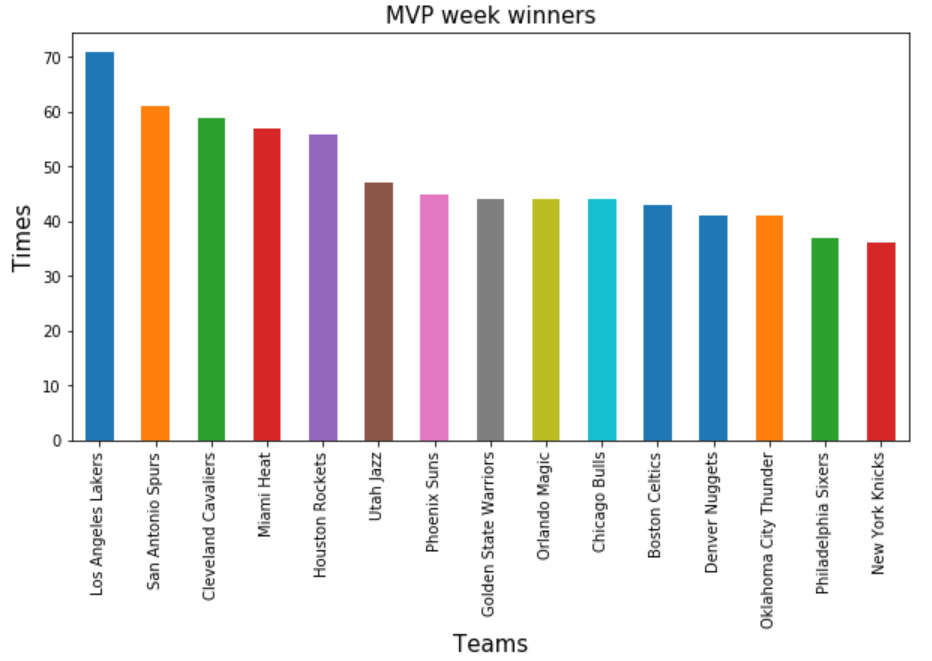 MVP week winners
Times
70
60
50
40
30
20
10
0
Los Angeles Lakers
San Antonio Spurs
Cleveland Cavaliers
Miami Heat
Houston Rockets
Utah Jazz
Phoenix Suns
Golden State Warriors
Orlando Magic
Chicago Bulls
Boston Celtics
Denver Nuggets
Oklahoma City Thunder
Philadelphia Sixers
New York Knicks
Teams